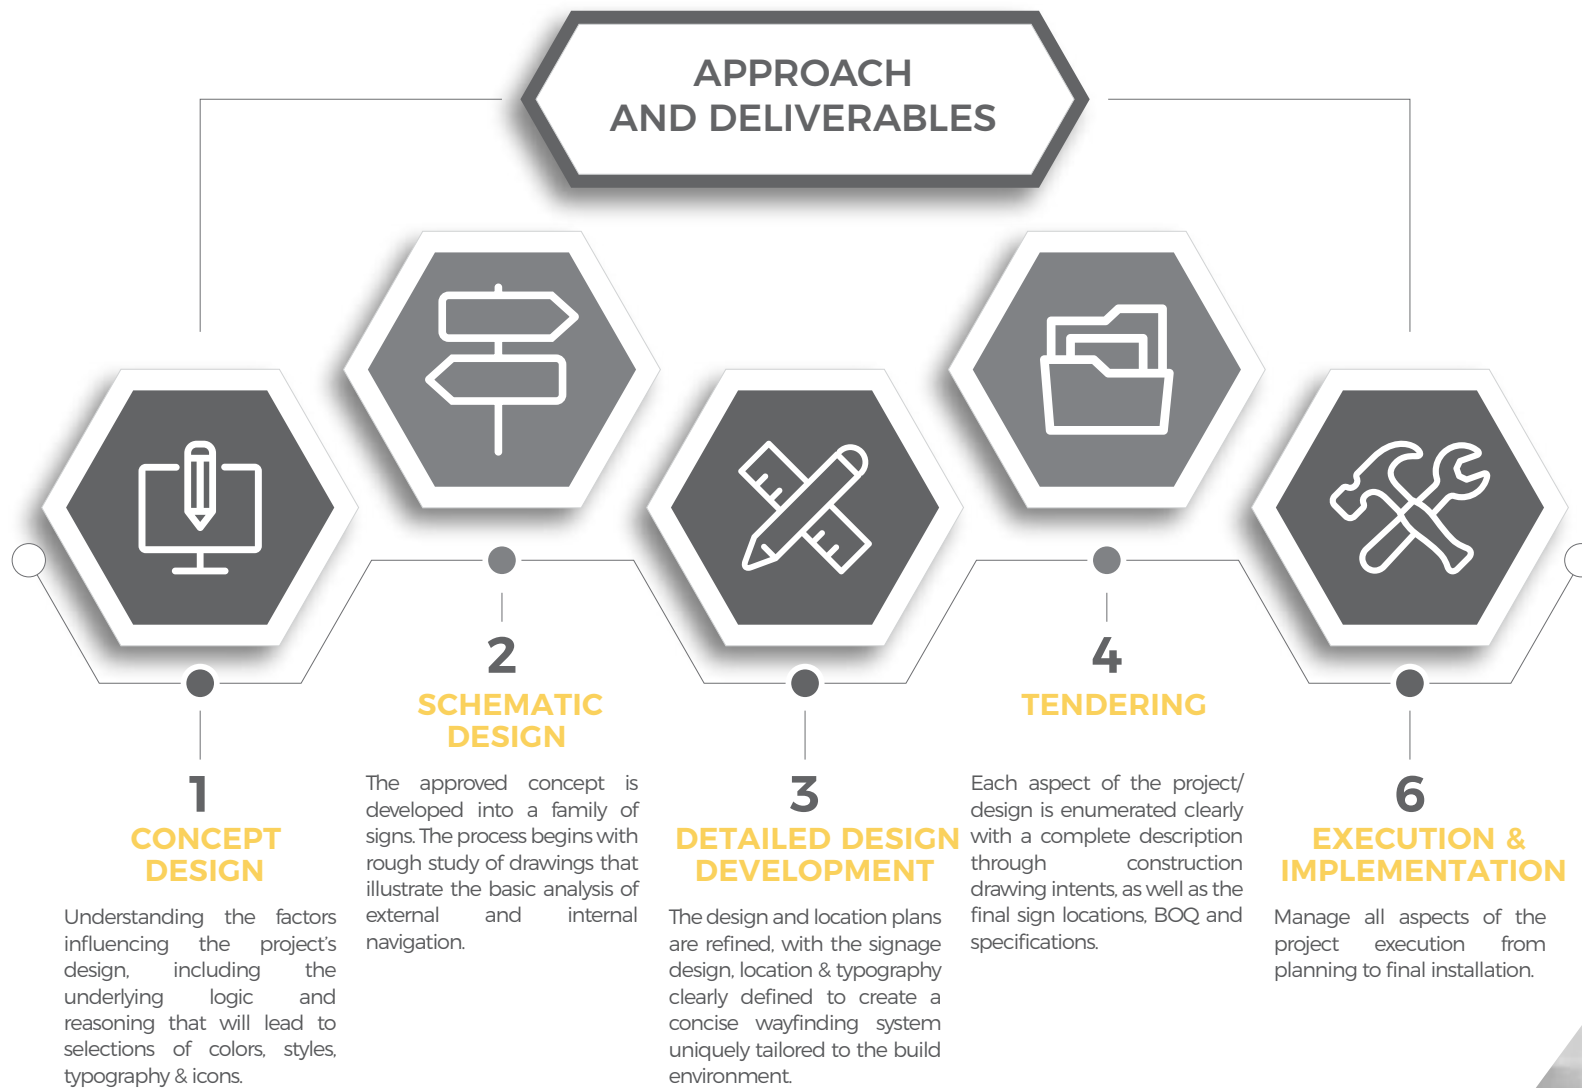 APPROACH
AND DELIVERABLES
1
CONCEPT
DESIGN
Understanding the factors
influencing the project's
design, including the
underlying logic and
reasoning that will lead to
selections of colors, styles,
typography & icons.
2
SCHEMATIC
DESIGN
The approved concept is
developed into a family of
signs. The process begins with
rough study of drawings that
illustrate the basic analysis of
external and internal
navigation.
3
DETAILED DESIGN
DEVELOPMENT
The design and location plans
are refined, with the signage
design, location & typography
clearly defined to create a
concise wayfinding system
uniquely tailored to the build
environment.
4
TENDERING
Each aspect of the project/
design is enumerated clearly
with a complete description
through construction
drawing intents, as well as the
final sign locations, BOQ and
specifications.
6
EXECUTION &
IMPLEMENTATION
Manage all aspects of the
project execution from
planning to final installation.